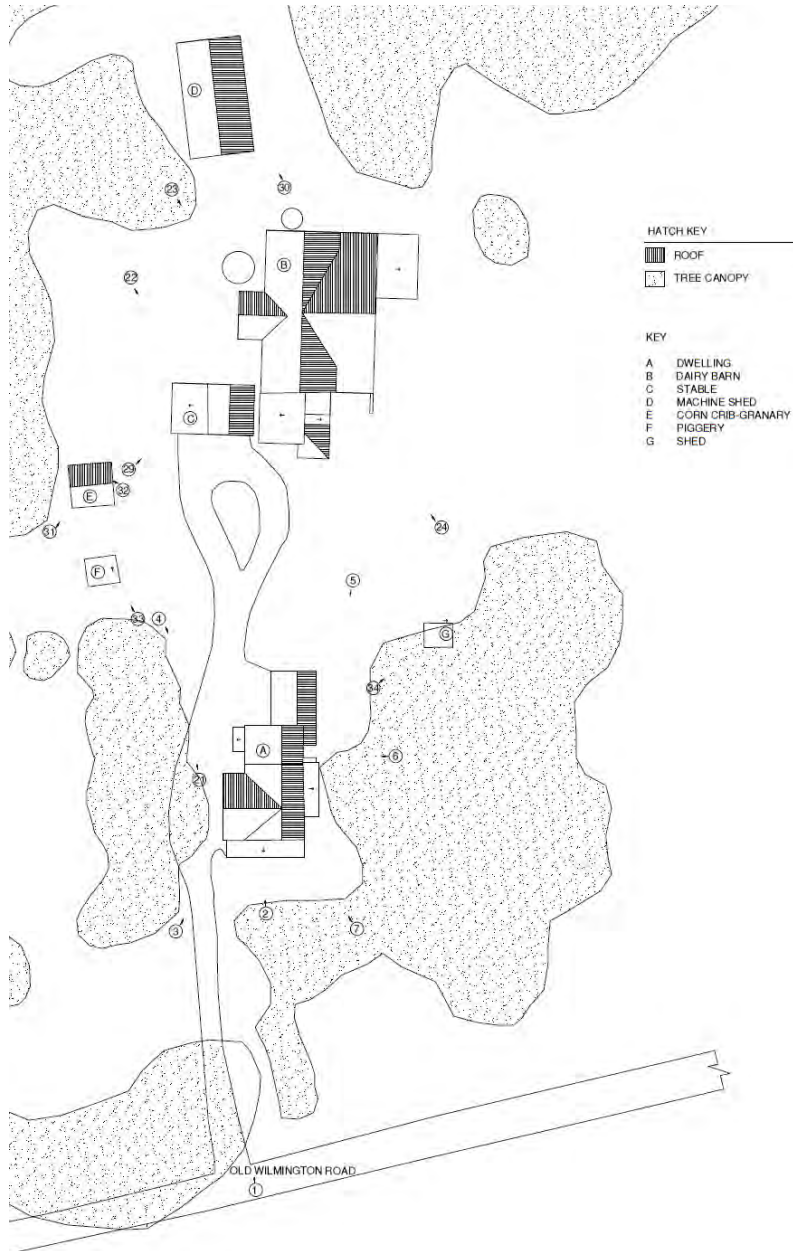 D
23
30
HATCH KEY
ROOF
TREE CANOPY
B
22
KEY
A DWELLING
B DAIRY BARN
C STABLE
D MACHINE SHED
E CORN CRIB-GRANARY
F PIGGERY
G SHED
C
29
32
E
31
24
F
5
33
4
G
34
A
6
21
2
7
3
OLD WILMINGTON ROAD
1